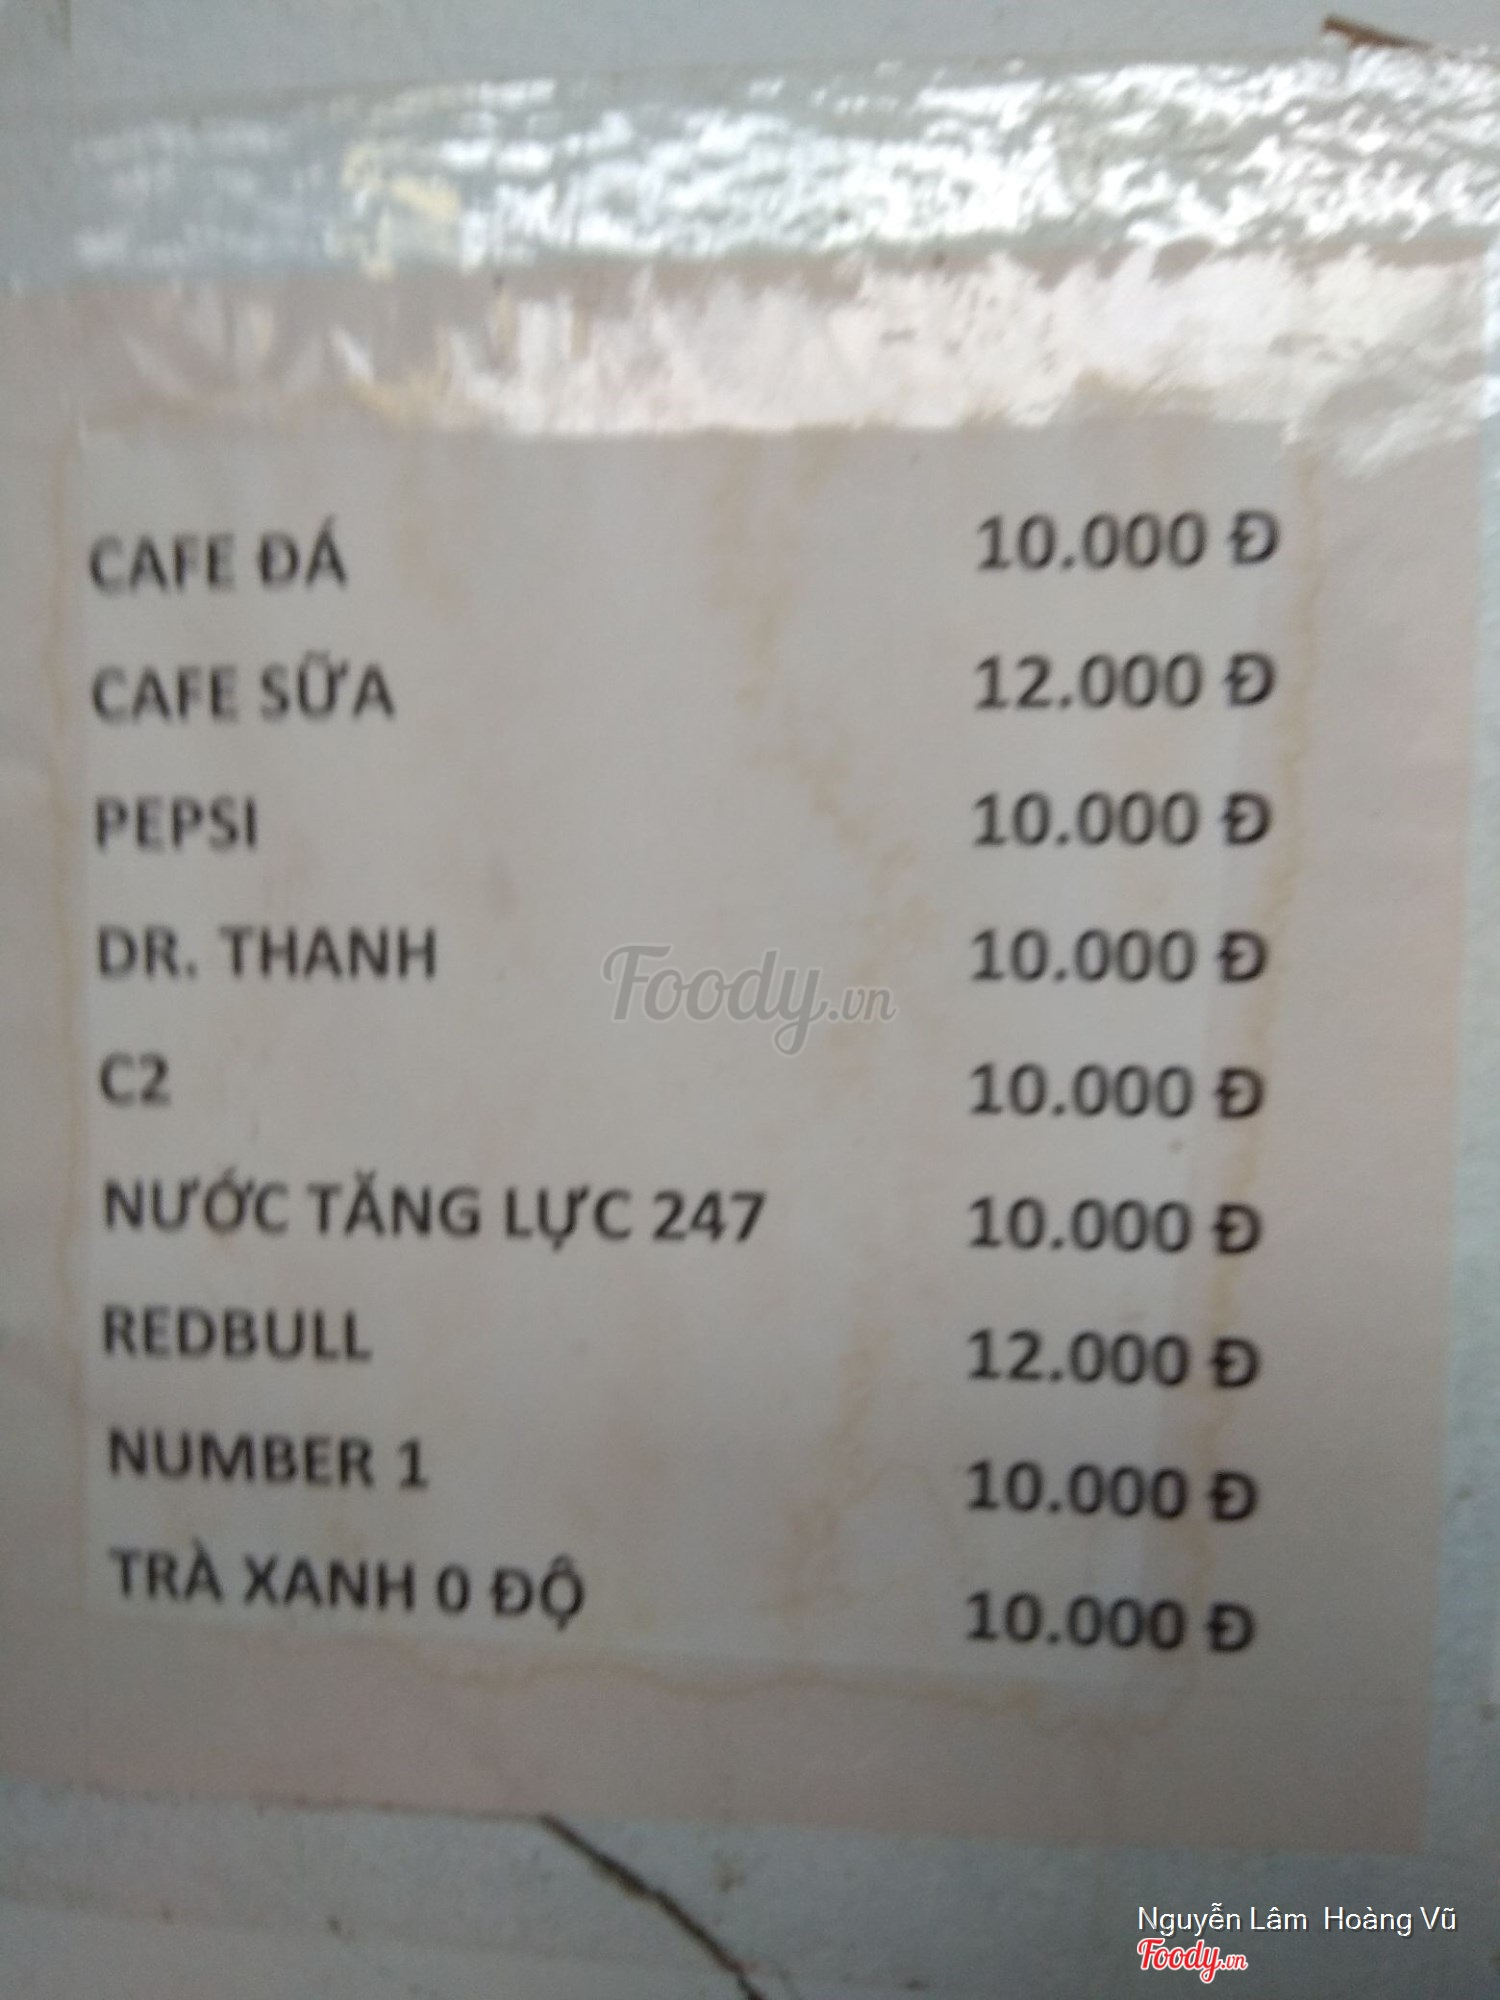 CAFE ĐÁ 10.000 Đ
CAFE SỮA 12.000 Đ
PEPSI 10.000 Đ
DR. THANH 10.000 Đ
Foody.vn
C2 10.000 Đ
NƯỚC TĂNG LỰC 247 10.000 Đ
REDBULL 12.000 Đ
NUMBER 1 10.000 Đ
TRÀ XANH 0 ĐỘ 10.000 Đ
Nguyễn Lâm Hoàng Vũ
Foody.vn